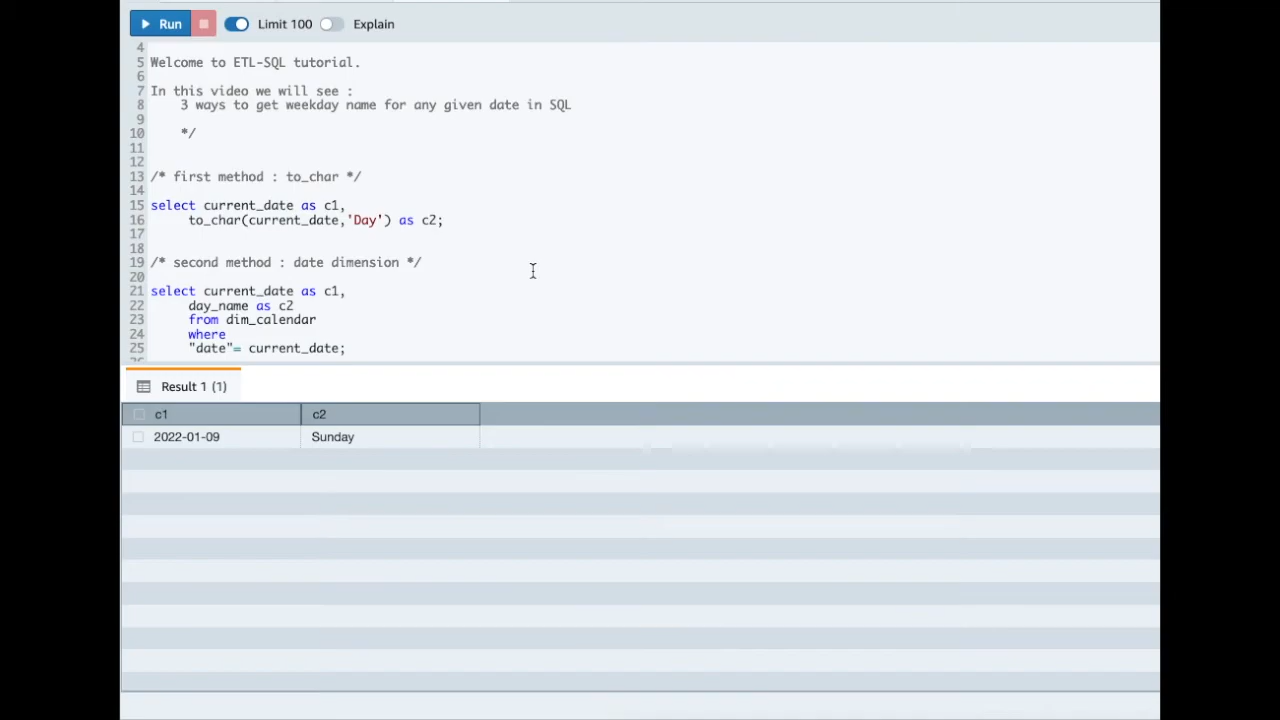 Run Limit 100 Explain
4
5 Welcome to ETL-SQL tutorial.
6
7 In this video we will see :
8 3 ways to get weekday name for any given date in SQL
9
10 */
11
12
13 /* first method : to_char */
14
15 select current_date as c1,
16 to_char(current_date,'Day') as c2;
17
18
19 /* second method : date dimension */
20
21 select current_date as c1,
22 day_name as c2
23 from dim_calendar
24 where
25 "date"= current_date;
Result 1 (1)
c1 c2
2022-01-09 Sunday